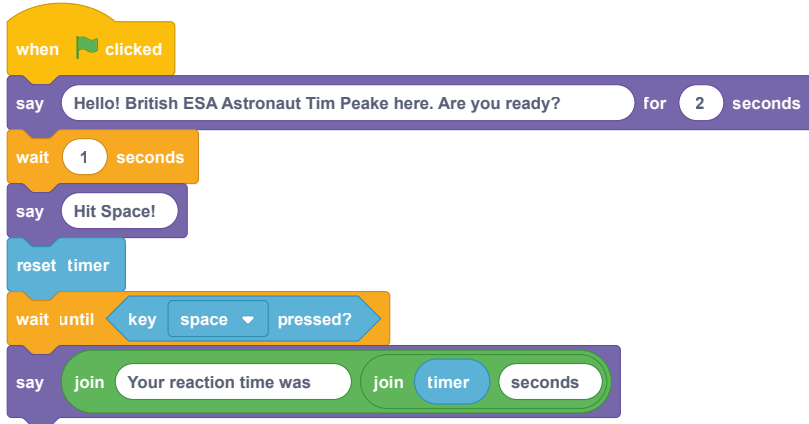 when clicked
say Hello! British ESA Astronaut Tim Peake here. Are you ready? for 2 seconds
wait 1 seconds
say Hit Space!
reset timer
wait until key space pressed?
say join Your reaction time was join timer seconds